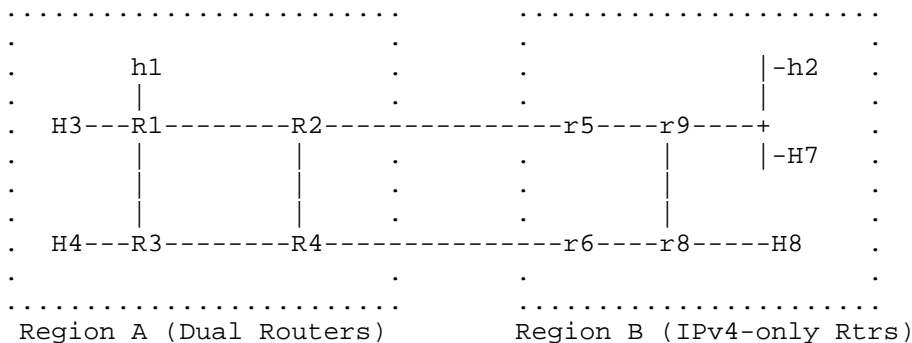 h1 |-h2
H3---R1--------R2---------------r5----r9----+
|-H7
H4---R3--------R4---------------r6----r8-----H8
Region A (Dual Routers) Region B (IPv4-only Rtrs)